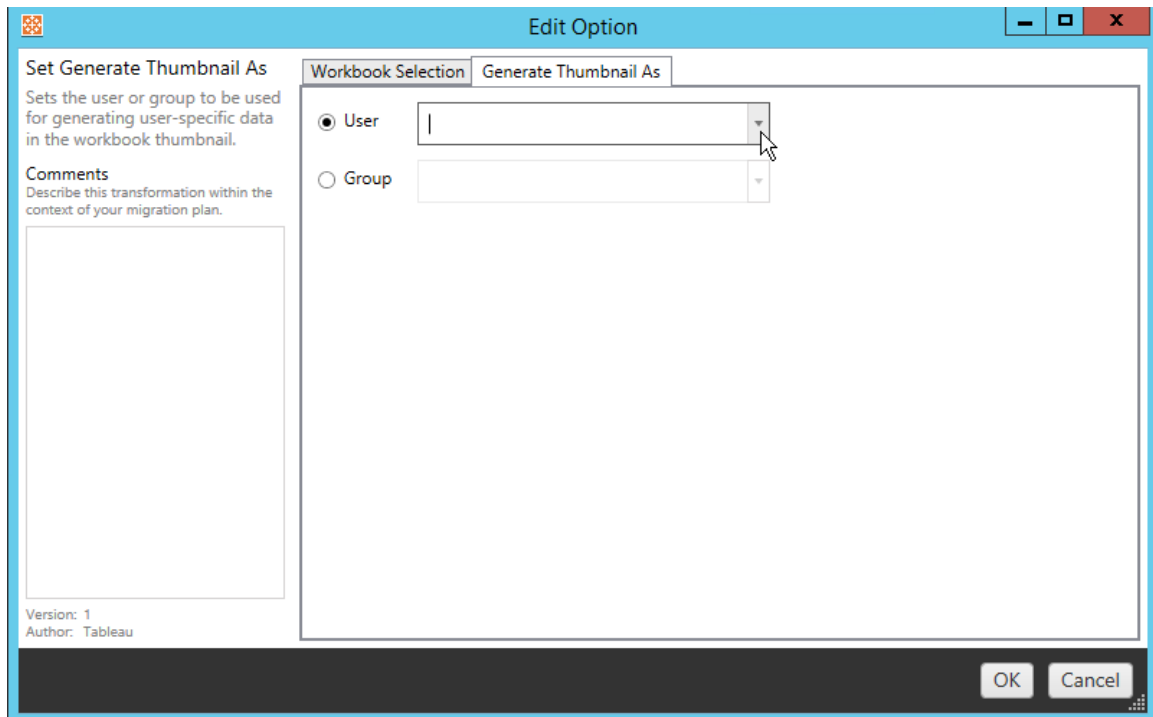 Edit Option
Set Generate Thumbnail As
Sets the user or group to be used
for generating user-specific data
in the workbook thumbnail.
Comments
Describe this transformation within the
context of your migration plan.
Version: 1
Author: Tableau
Workbook Selection
Generate Thumbnail As
User
Group
OK
Cancel